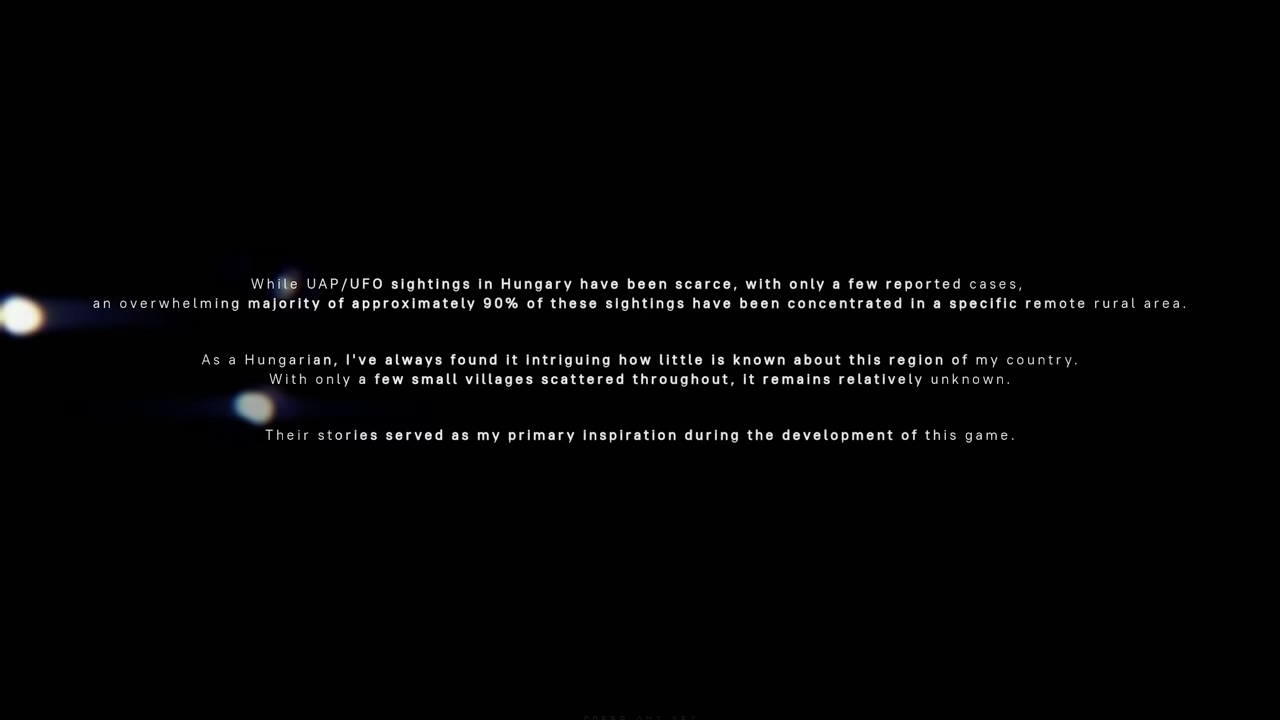 While UAP/UFO sightings in Hungary have been scarce, with only a few reported cases,
an overwhelming majority of approximately 90% of these sightings have been concentrated in a specific remote rural area.
As a Hungarian, I've always found it intriguing how little is known about this region of my country.
With only a few small villages scattered throughout, it remains relatively unknown.
Their stories served as my primary inspiration during the development of this game.
PRESS ANY KEY